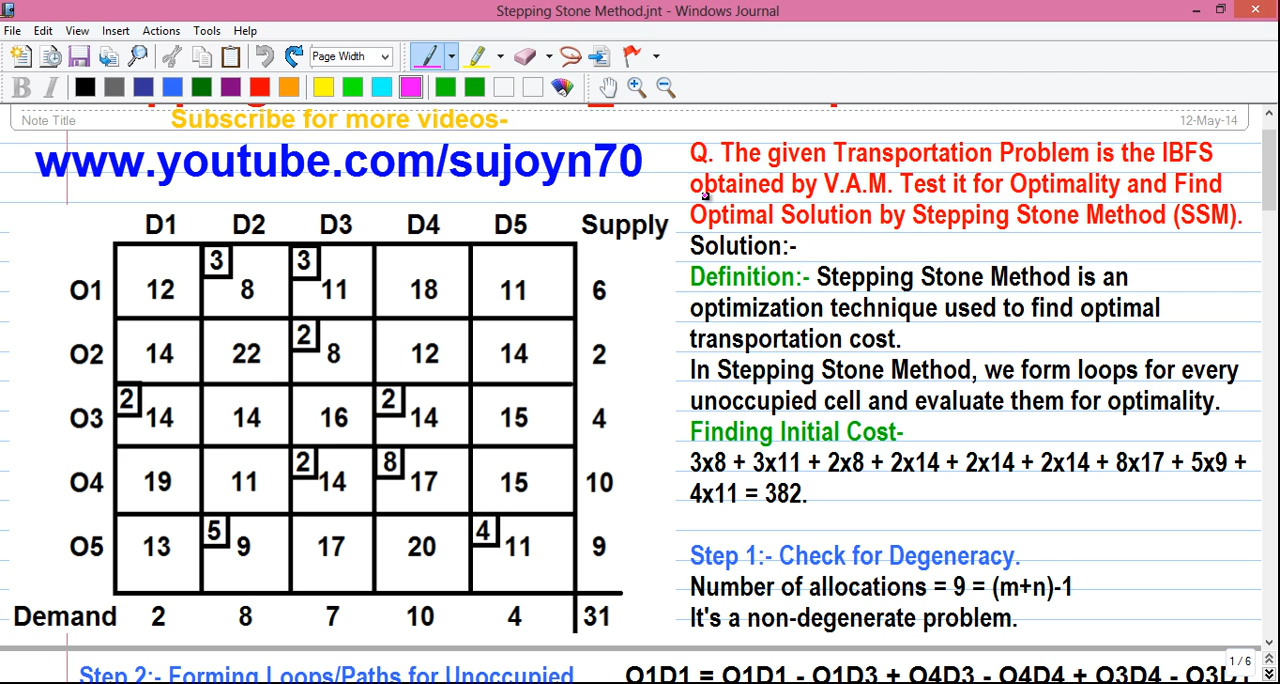 Stepping Stone Method.jnt - Windows Journal
File Edit View Insert Actions Tools Help
Page Width
B I
Subscribe for more videos-
Note Title
12-May-14
www.youtube.com/sujoyn70
D1 D2 D3 D4 D5 Supply
O1 12 3 8 3 11 18 11 6
O2 14 22 2 8 12 14 2
O3 2 14 14 16 2 14 15 4
O4 19 11 2 14 8 17 15 10
O5 13 5 9 17 20 4 11 9
Demand 2 8 7 10 4 31
Q. The given Transportation Problem is the IBFS
obtained by V.A.M. Test it for Optimality and Find
Optimal Solution by Stepping Stone Method (SSM).
Solution:-
Definition:- Stepping Stone Method is an
optimization technique used to find optimal
transportation cost.
In Stepping Stone Method, we form loops for every
unoccupied cell and evaluate them for optimality.
Finding Initial Cost-
3x8 + 3x11 + 2x8 + 2x14 + 2x14 + 2x14 + 8x17 + 5x9 +
4x11 = 382.
Step 1:- Check for Degeneracy.
Number of allocations = 9 = (m+n)-1
It's a non-degenerate problem.
Step 2:- Forming Loops/Paths for Unoccupied
O1D1 = O1D1 - O1D3 + O4D3 - O4D4 + O3D4 - O3D1
1 / 6